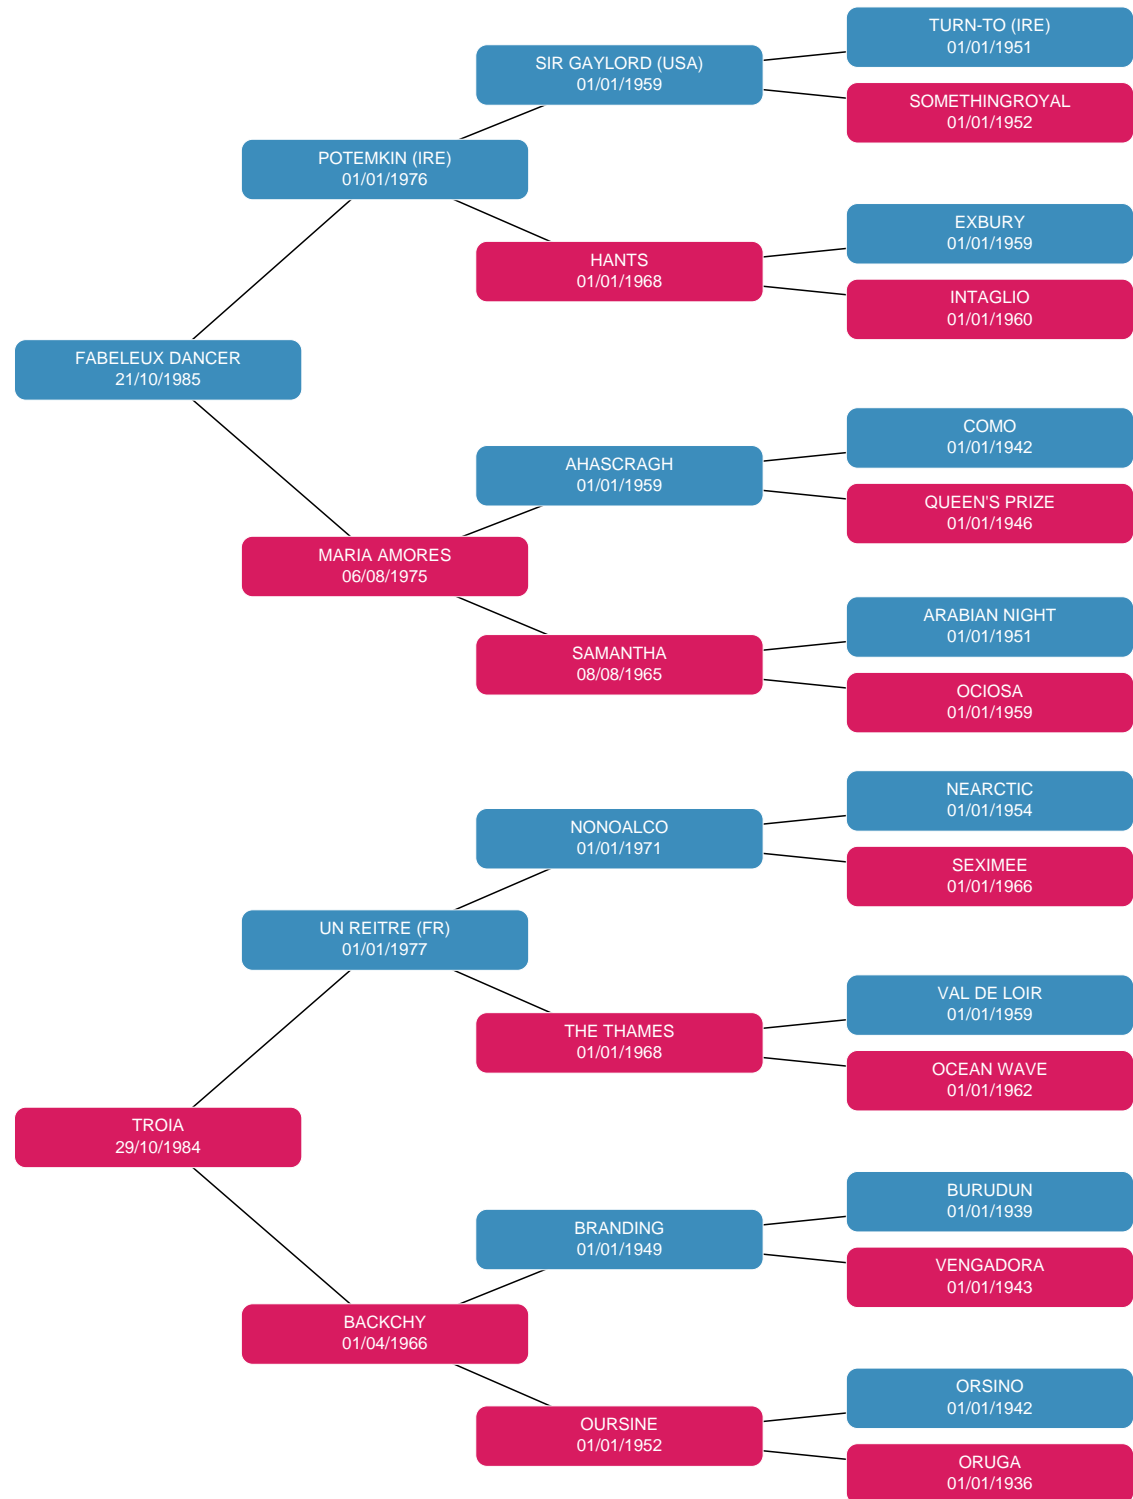 TURN-TO (IRE)
01/01/1951
SIR GAYLORD (USA)
01/01/1959
SOMETHINGROYAL
01/01/1952
POTEMKIN (IRE)
01/01/1976
EXBURY
01/01/1959
HANTS
01/01/1968
INTAGLIO
01/01/1960
FABELEUX DANCER
21/10/1985
COMO
01/01/1942
AHASCRAGH
01/01/1959
QUEEN'S PRIZE
01/01/1946
MARIA AMORES
06/08/1975
ARABIAN NIGHT
01/01/1951
SAMANTHA
08/08/1965
OCIOSA
01/01/1959
NEARCTIC
01/01/1954
NONOALCO
01/01/1971
SEXIMEE
01/01/1966
UN REITRE (FR)
01/01/1977
VAL DE LOIR
01/01/1959
THE THAMES
01/01/1968
OCEAN WAVE
01/01/1962
TROIA
29/10/1984
BURUDUN
01/01/1939
BRANDING
01/01/1949
VENGADORA
01/01/1943
BACKCHY
01/04/1966
ORSINO
01/01/1942
OURSINE
01/01/1952
ORUGA
01/01/1936